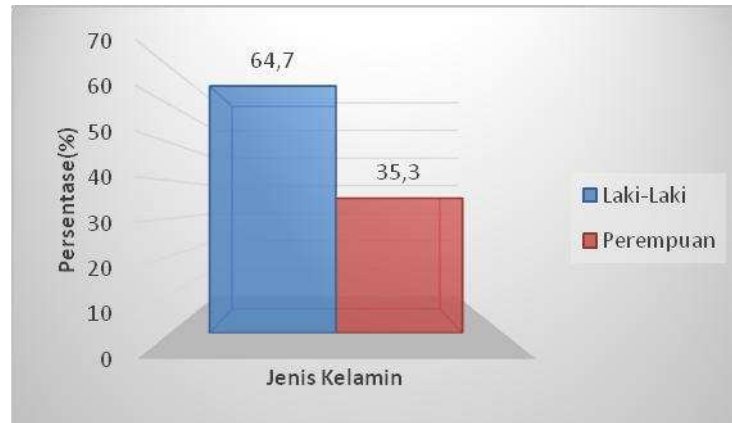 70
60
50
40
30
20
10
0
Persentase(%)
64,7
35,3
Jenis Kelamin
Laki-Laki
Perempuan